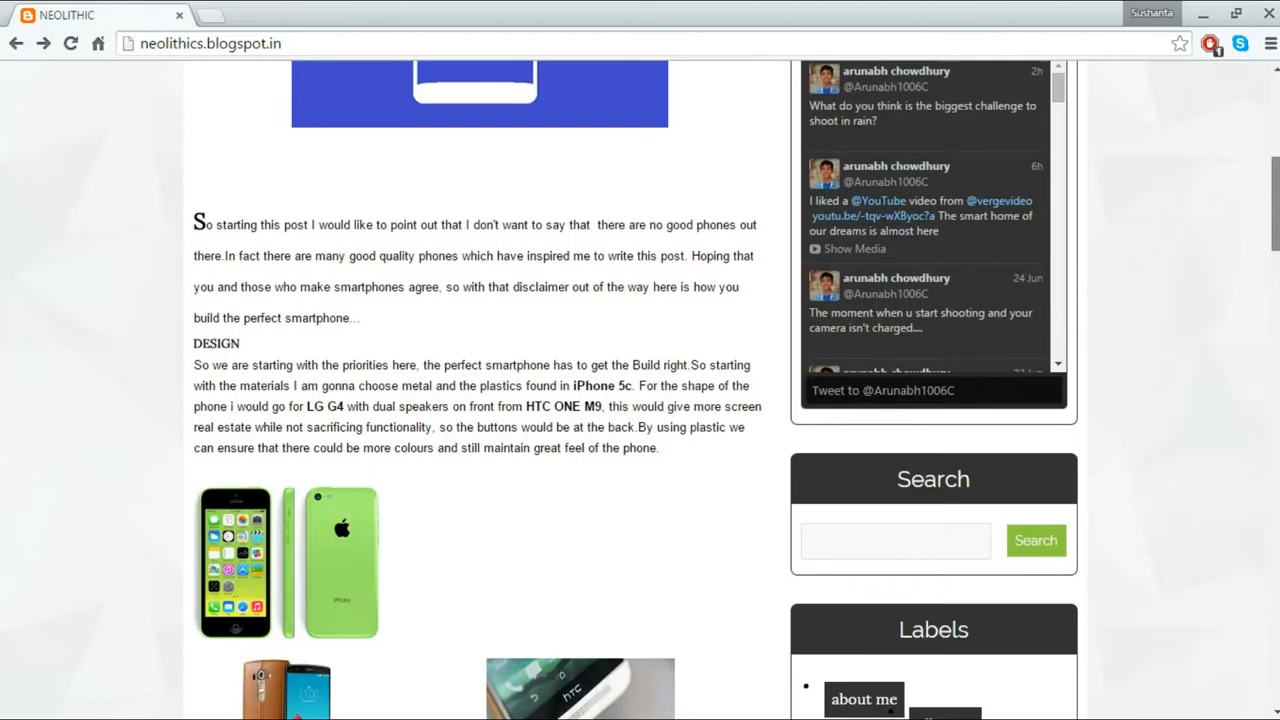 NEOLITHIC
Sushanta
neolithics.blogspot.in
1
So starting this post I would like to point out that I don't want to say that there are no good phones out
there.In fact there are many good quality phones which have inspired me to write this post. Hoping that
you and those who make smartphones agree, so with that disclaimer out of the way here is how you
build the perfect smartphone...
DESIGN
So we are starting with the priorities here, the perfect smartphone has to get the Build right.So starting
with the materials I am gonna choose metal and the plastics found in iPhone 5c. For the shape of the
phone i would go for LG G4 with dual speakers on front from HTC ONE M9, this would give more screen
real estate while not sacrificing functionality, so the buttons would be at the back.By using plastic we
can ensure that there could be more colours and still maintain great feel of the phone.
iPhone
hTC
arunabh chowdhury 2h
@Arunabh1006C
What do you think is the biggest challenge to
shoot in rain?
arunabh chowdhury 6h
@Arunabh1006C
I liked a @YouTube video from @vergevideo
youtu.be/-tqv-wXByoc?a The smart home of
our dreams is almost here
Show Media
arunabh chowdhury 24 Jun
@Arunabh1006C
The moment when u start shooting and your
camera isn't charged....
Tweet to @Arunabh1006C
Search
Search
Labels
about me